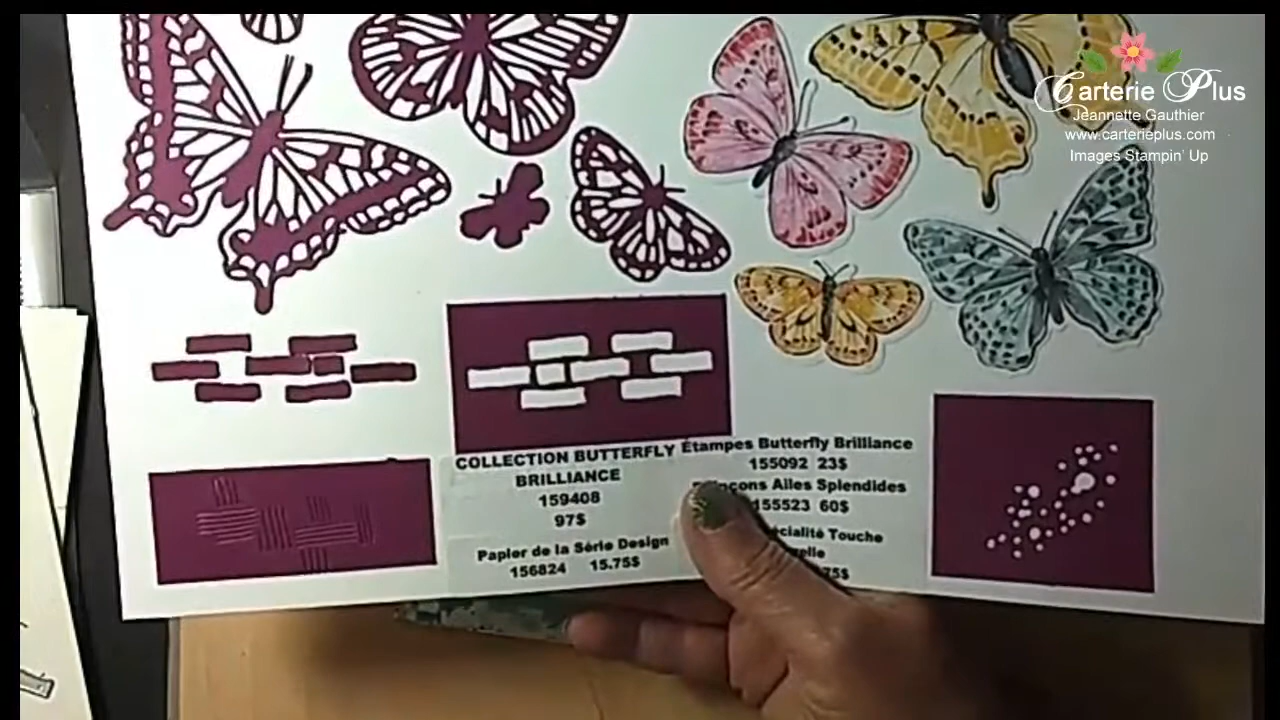 Carterie Plus
Jeannette Gauthier
www.carterieplus.com
Images Stampin' Up
COLLECTION BUTTERFLY
BRILLIANCE
159408
97$
Papier de la Série Design
156824 15.75$
Étampes Butterfly Brilliance
155092 23$
Ailes Splendides
155523 60$
Touche